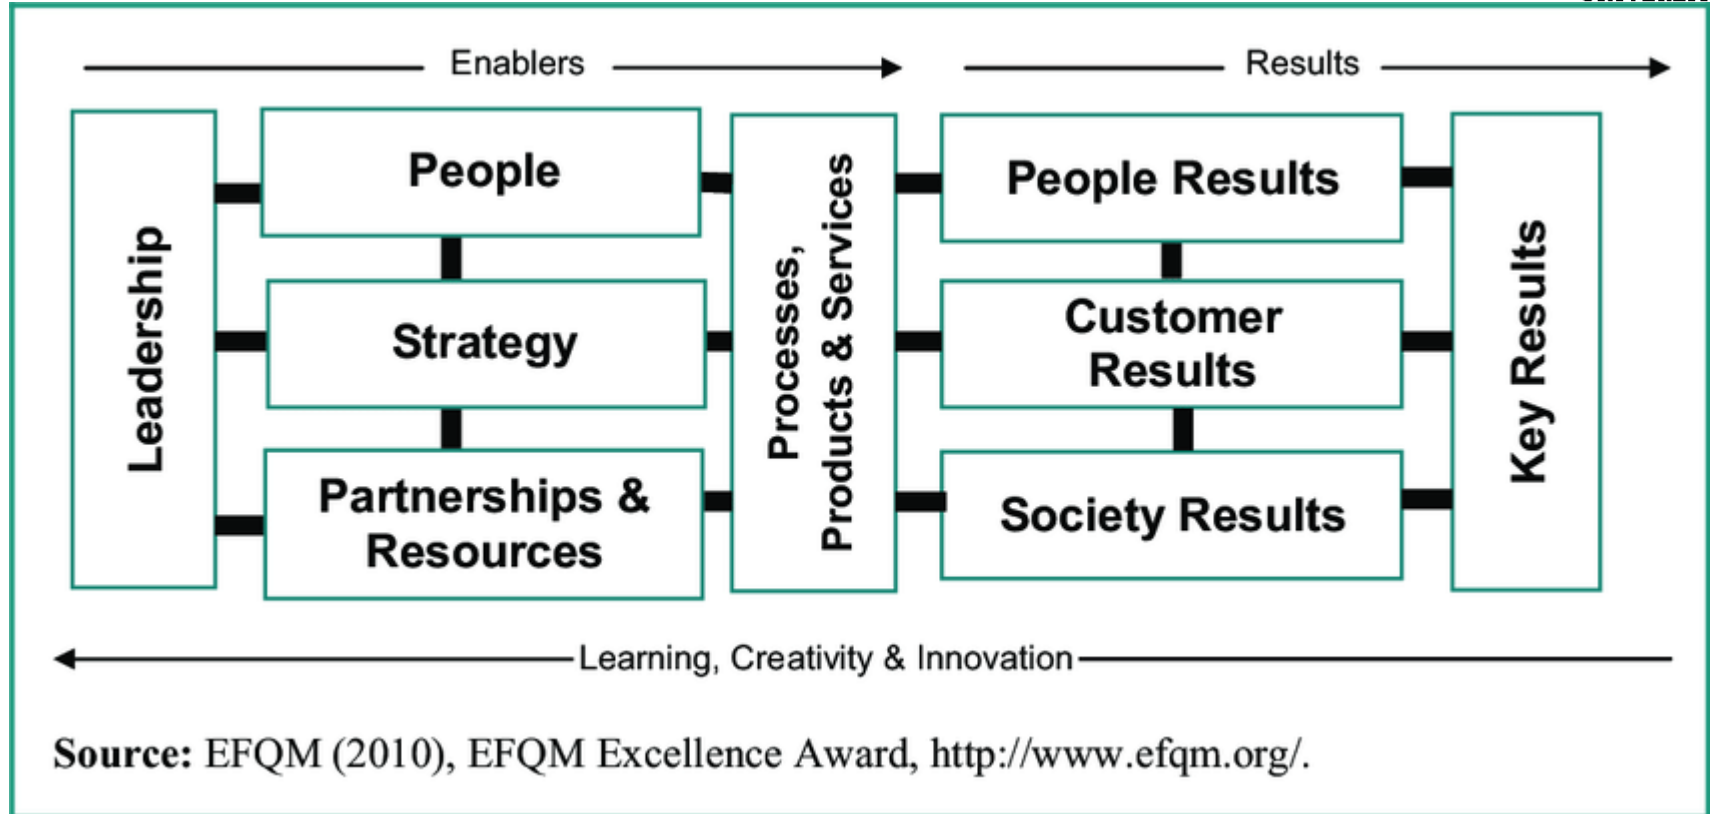 Enablers
Results
Leadership
People
Strategy
Partnerships &
Resources
Processes,
Products & Services
People Results
Customer
Results
Society Results
Key Results
Learning, Creativity & Innovation
Source: EFQM (2010), EFQM Excellence Award, http://www.efqm.org/.